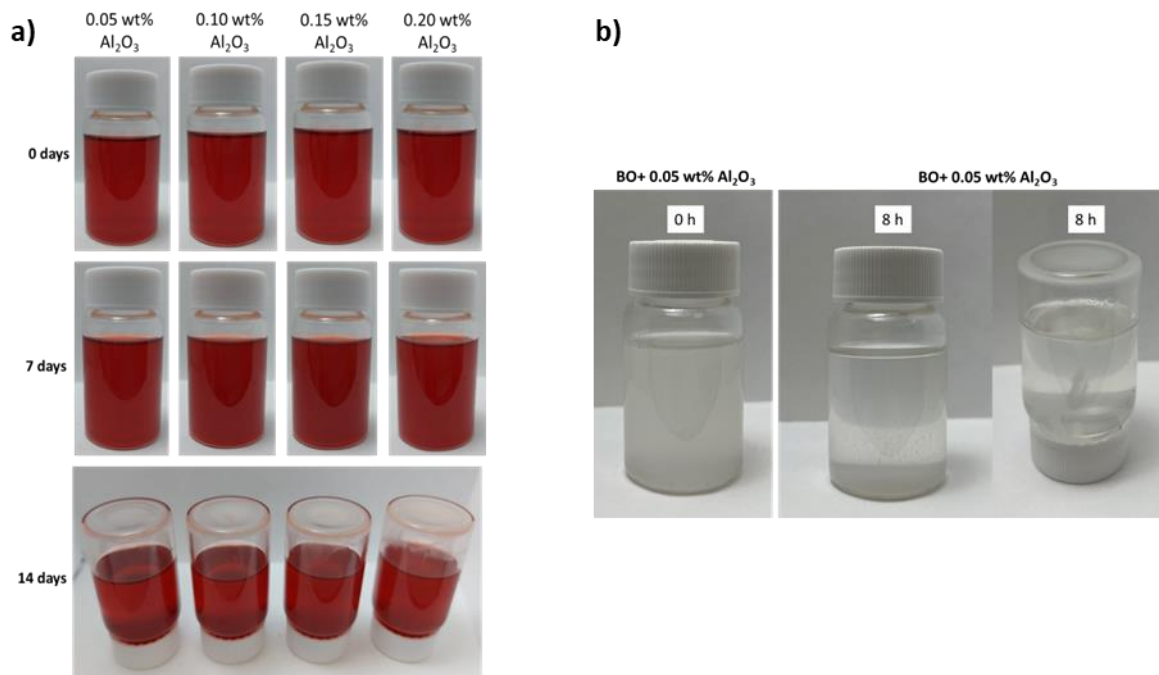 a)
0.05 wt% 0.10 wt% 0.15 wt% 0.20 wt%
Al₂O₃ Al₂O₃ Al₂O₃ Al₂O₃
0 days
7 days
14 days
b)
BO+ 0.05 wt% Al₂O₃ BO+ 0.05 wt% Al₂O₃
0 h 8 h 8 h